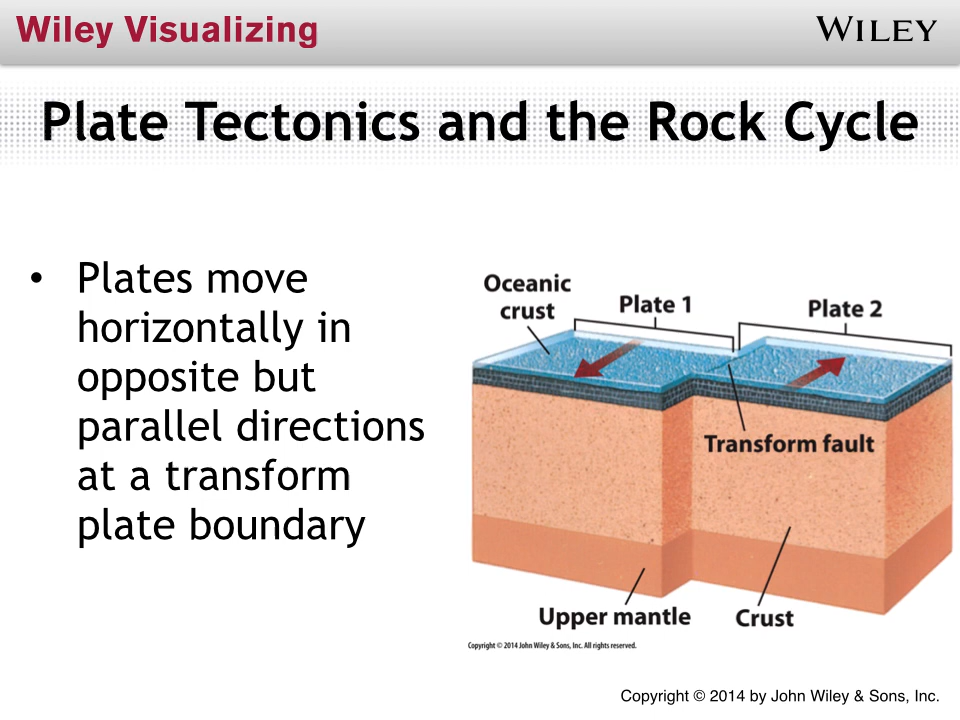 Wiley Visualizing
WILEY
Plate Tectonics and the Rock Cycle
• Plates move
horizontally in
opposite but
parallel directions
at a transform
plate boundary
Oceanic
crust
Plate 1
Plate 2
Transform fault
Upper mantle
Crust
Copyright © 2014 John Wiley & Sons, Inc. All rights reserved.
Copyright © 2014 by John Wiley & Sons, Inc.